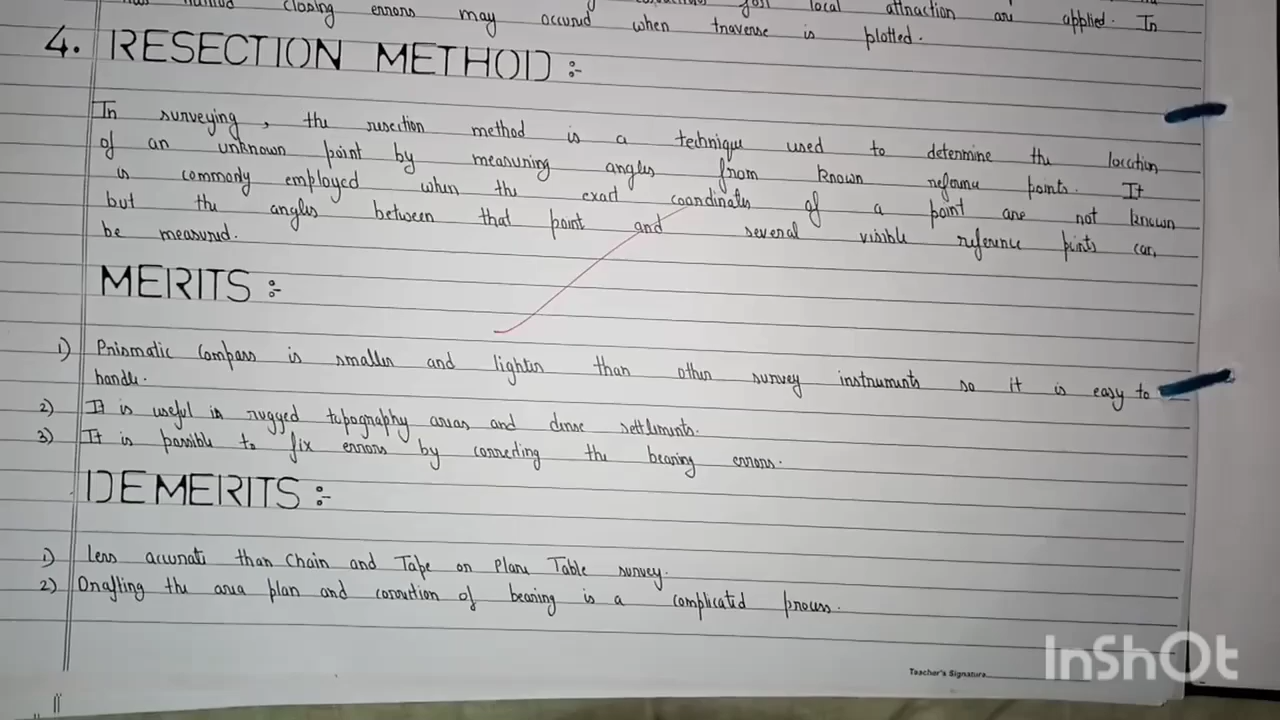 closing errors may occured when traverse is plotted.
local attraction are applied. In
4. RESECTION METHOD :-
In surveying, the resection method is a technique used to determine the location
of an unknown point by measuring angles from known reference points. It
is commonly employed when the exact coordinates of a point are not known
but the angles between that point and several visible reference points can
be measured.
MERITS :-
1) Prismatic Compass is smaller and lighter than other survey instruments so it is easy to
handle.
2) It is useful in rugged topography areas and dense settlements.
3) It is possible to fix errors by correcting the bearing errors.
DEMERITS :-
1) Less accurate than Chain and Tape or Plane Table survey.
2) Drafting the area plan and correction of bearing is a complicated process.
Teacher's Signature
InShOt